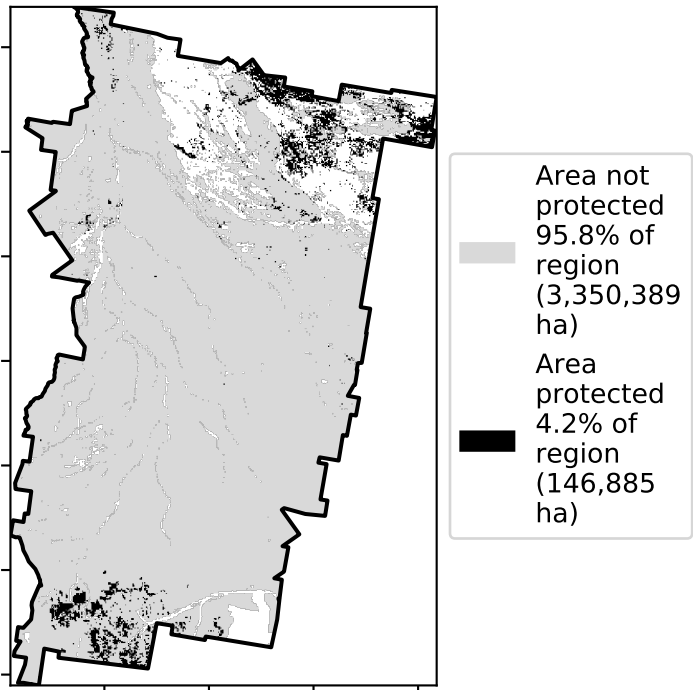 Area not
protected
95.8% of
region
(3,350,389
ha)
Area
protected
4.2% of
region
(146,885
ha)